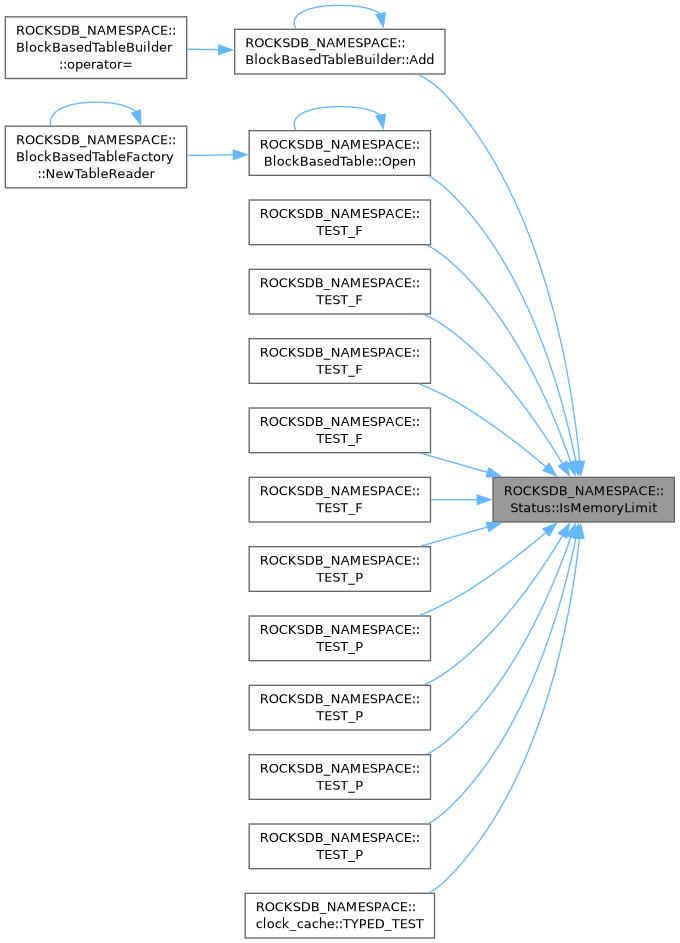 ROCKSDB_NAMESPACE::
BlockBasedTableBuilder
::operator=
ROCKSDB_NAMESPACE::
BlockBasedTableBuilder::Add
ROCKSDB_NAMESPACE::
BlockBasedTableFactory
::NewTableReader
ROCKSDB_NAMESPACE::
BlockBasedTable::Open
ROCKSDB_NAMESPACE::
TEST_F
ROCKSDB_NAMESPACE::
TEST_F
ROCKSDB_NAMESPACE::
TEST_F
ROCKSDB_NAMESPACE::
TEST_F
ROCKSDB_NAMESPACE::
TEST_F
ROCKSDB_NAMESPACE::
Status::IsMemoryLimit
ROCKSDB_NAMESPACE::
TEST_P
ROCKSDB_NAMESPACE::
TEST_P
ROCKSDB_NAMESPACE::
TEST_P
ROCKSDB_NAMESPACE::
TEST_P
ROCKSDB_NAMESPACE::
TEST_P
ROCKSDB_NAMESPACE::
clock_cache::TYPED_TEST